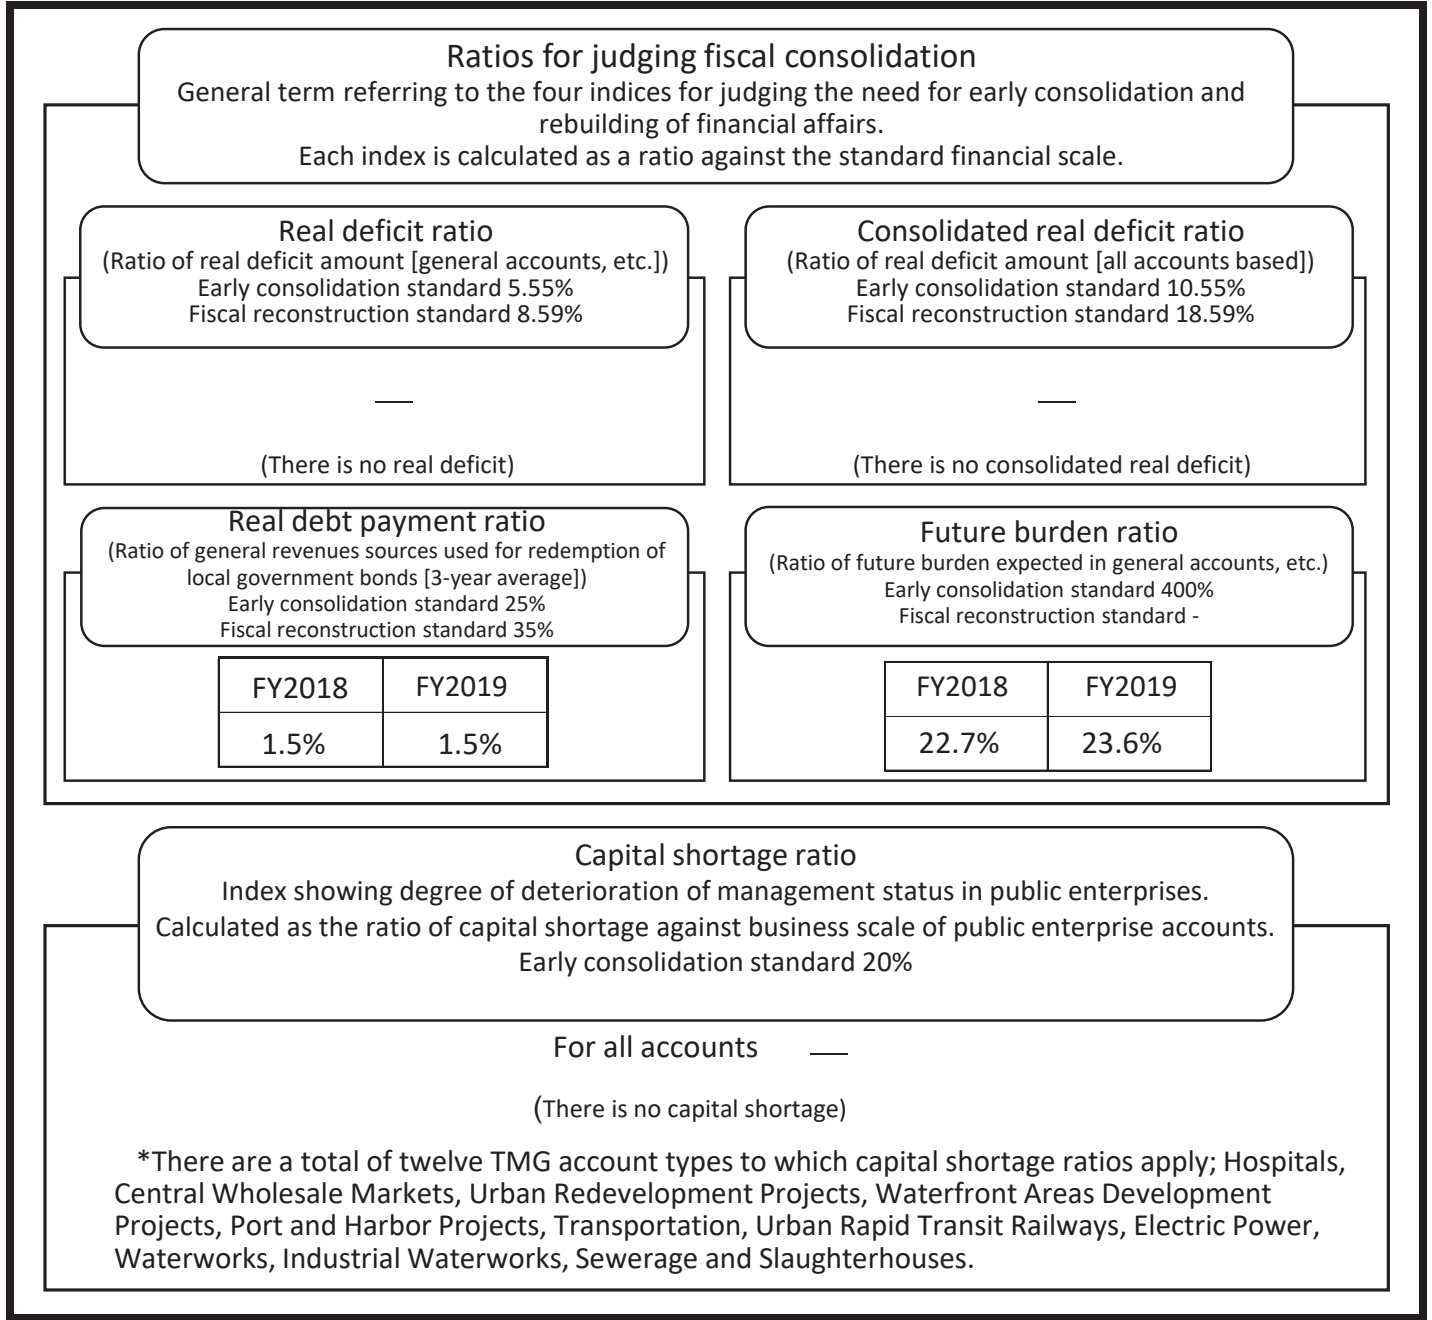 Ratios for judging fiscal consolidation
General term referring to the four indices for judging the need for early consolidation and
rebuilding of financial affairs.
Each index is calculated as a ratio against the standard financial scale.
Real deficit ratio
(Ratio of real deficit amount [general accounts, etc.])
Early consolidation standard 5.55%
Fiscal reconstruction standard 8.59%
—
(There is no real deficit)
Consolidated real deficit ratio
(Ratio of real deficit amount [all accounts based])
Early consolidation standard 10.55%
Fiscal reconstruction standard 18.59%
—
(There is no consolidated real deficit)
Real debt payment ratio
(Ratio of general revenues sources used for redemption of
local government bonds [3-year average])
Early consolidation standard 25%
Fiscal reconstruction standard 35%
FY2018 FY2019
1.5% 1.5%
Future burden ratio
(Ratio of future burden expected in general accounts, etc.)
Early consolidation standard 400%
Fiscal reconstruction standard -
FY2018 FY2019
22.7% 23.6%
Capital shortage ratio
Index showing degree of deterioration of management status in public enterprises.
Calculated as the ratio of capital shortage against business scale of public enterprise accounts.
Early consolidation standard 20%
For all accounts —
(There is no capital shortage)
*There are a total of twelve TMG account types to which capital shortage ratios apply; Hospitals,
Central Wholesale Markets, Urban Redevelopment Projects, Waterfront Areas Development
Projects, Port and Harbor Projects, Transportation, Urban Rapid Transit Railways, Electric Power,
Waterworks, Industrial Waterworks, Sewerage and Slaughterhouses.